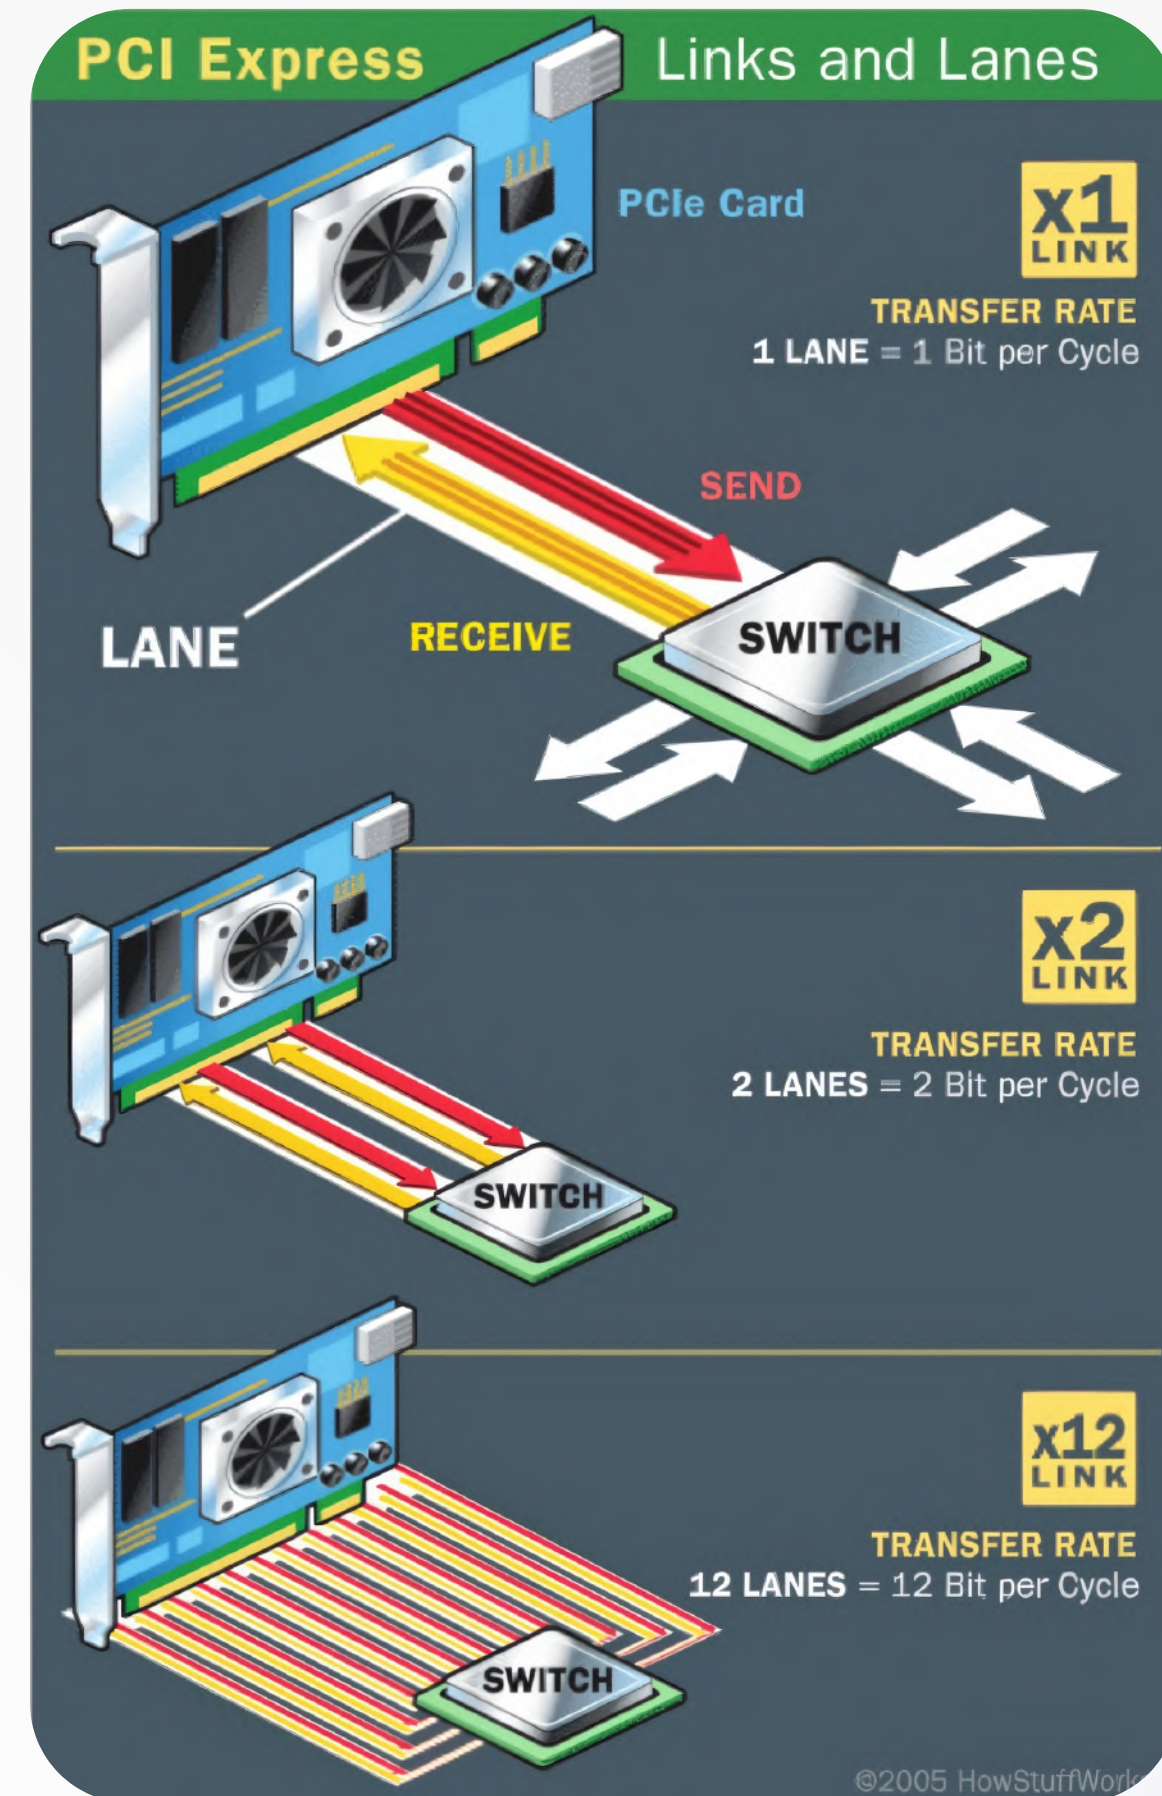 PCI Express Links and Lanes
PCIe Card
x1
LINK
TRANSFER RATE
1 LANE = 1 Bit per Cycle
SEND
LANE
RECEIVE
SWITCH
x2
LINK
TRANSFER RATE
2 LANES = 2 Bit per Cycle
SWITCH
x12
LINK
TRANSFER RATE
12 LANES = 12 Bit per Cycle
SWITCH
©2005 HowStuffWork